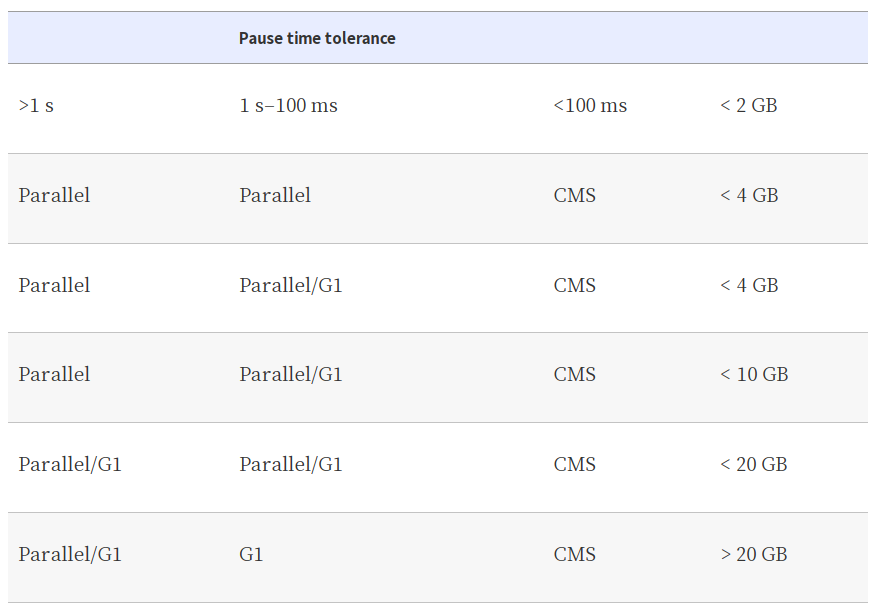 Pause time tolerance
>1 s 1 s–100 ms <100 ms < 2 GB
Parallel Parallel CMS < 4 GB
Parallel Parallel/G1 CMS < 4 GB
Parallel Parallel/G1 CMS < 10 GB
Parallel/G1 Parallel/G1 CMS < 20 GB
Parallel/G1 G1 CMS > 20 GB